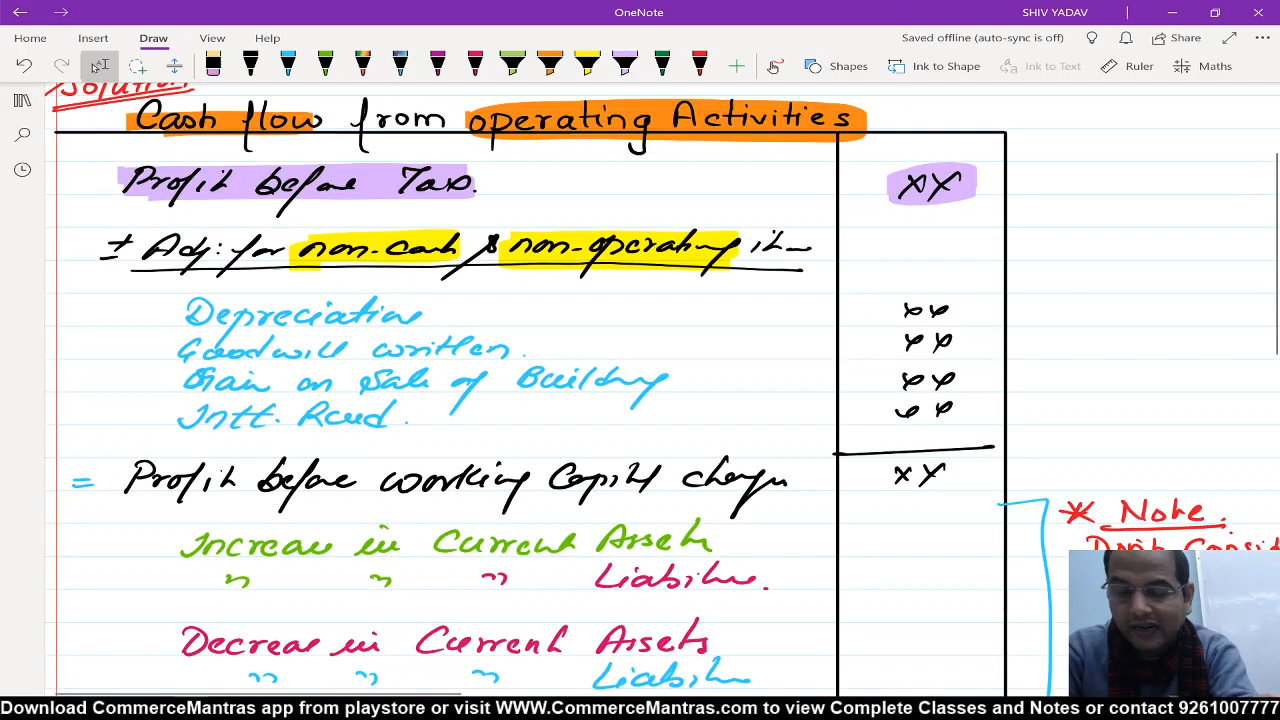 OneNote
SHIV YADAV
Home Insert Draw View Help
Saved offline (auto-sync is off)
Share
Shapes
Ink to Shape
Ink to Text
Ruler
Maths
Solution
Cash flow from operating Activities
Profit before Tax. XX
± Adj: for non-cash & non-operating item
Depreciation XX
Goodwill written. XX
Gain on Sale of Building XX
Intt. Recd. XX
= Profit before working Capital changes XX
Increase in Current Assets
" " " Liabilities.
Decrease in Current Assets
" " " Liabilities
* Note.
Don't
Download CommerceMantras app from playstore or visit WWW.CommerceMantras.com to view Complete Classes and Notes or contact 9261007777